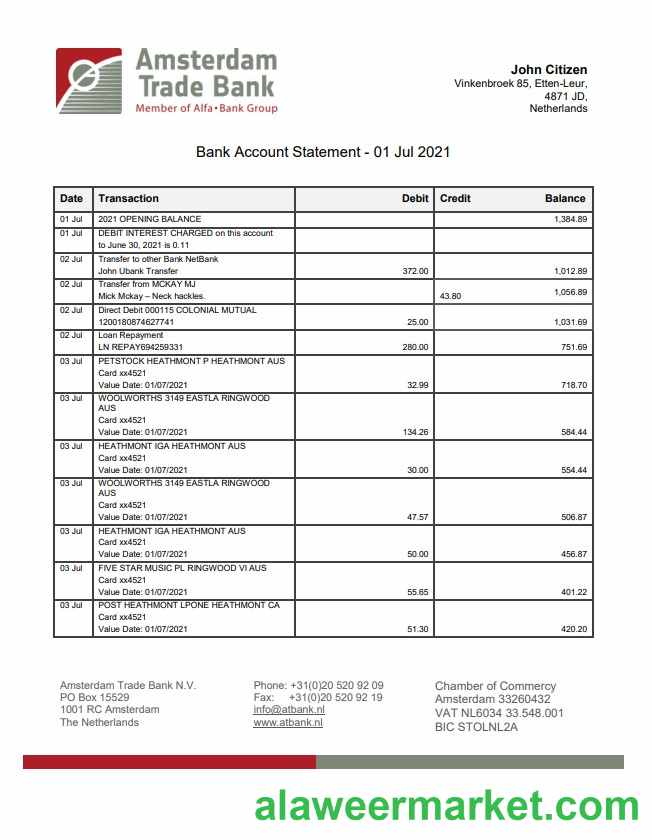 Amsterdam
Trade Bank
Member of Alfa•Bank Group
John Citizen
Vinkenbroek 85, Etten-Leur,
4871 JD,
Netherlands
Bank Account Statement - 01 Jul 2021
Date Transaction Debit Credit Balance
01 Jul 2021 OPENING BALANCE 1,384.89
01 Jul DEBIT INTEREST CHARGED on this account
to June 30, 2021 is 0.11
02 Jul Transfer to other Bank NetBank
John Ubank Transfer 372.00 1,012.89
02 Jul Transfer from MCKAY MJ
Mick Mckay – Neck hackles. 43.80 1,056.89
02 Jul Direct Debit 000115 COLONIAL MUTUAL
1200180874627741 25.00 1,031.69
02 Jul Loan Repayment
LN REPAY694259331 280.00 751.69
03 Jul PETSTOCK HEATHMONT P HEATHMONT AUS
Card xx4521
Value Date: 01/07/2021 32.99 718.70
03 Jul WOOLWORTHS 3149 EASTLA RINGWOOD
AUS
Card xx4521
Value Date: 01/07/2021 134.26 584.44
03 Jul HEATHMONT IGA HEATHMONT AUS
Card xx4521
Value Date: 01/07/2021 30.00 554.44
03 Jul WOOLWORTHS 3149 EASTLA RINGWOOD
AUS
Card xx4521
Value Date: 01/07/2021 47.57 506.87
03 Jul HEATHMONT IGA HEATHMONT AUS
Card xx4521
Value Date: 01/07/2021 50.00 456.87
03 Jul FIVE STAR MUSIC PL RINGWOOD VI AUS
Card xx4521
Value Date: 01/07/2021 55.65 401.22
03 Jul POST HEATHMONT LPONE HEATHMONT CA
Card xx4521
Value Date: 01/07/2021 51.30 420.20
Amsterdam Trade Bank N.V.
PO Box 15529
1001 RC Amsterdam
The Netherlands
Phone: +31(0)20 520 92 09
Fax: +31(0)20 520 92 19
info@atbank.nl
www.atbank.nl
Chamber of Commercy
Amsterdam 33260432
VAT NL6034 33.548.001
BIC STOLNL2A
alaweermarket.com